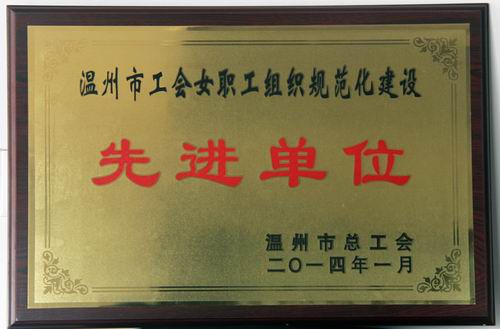 温州市工会女职工组织规范化建设
先进单位
温州市总工会
二〇一四年一月